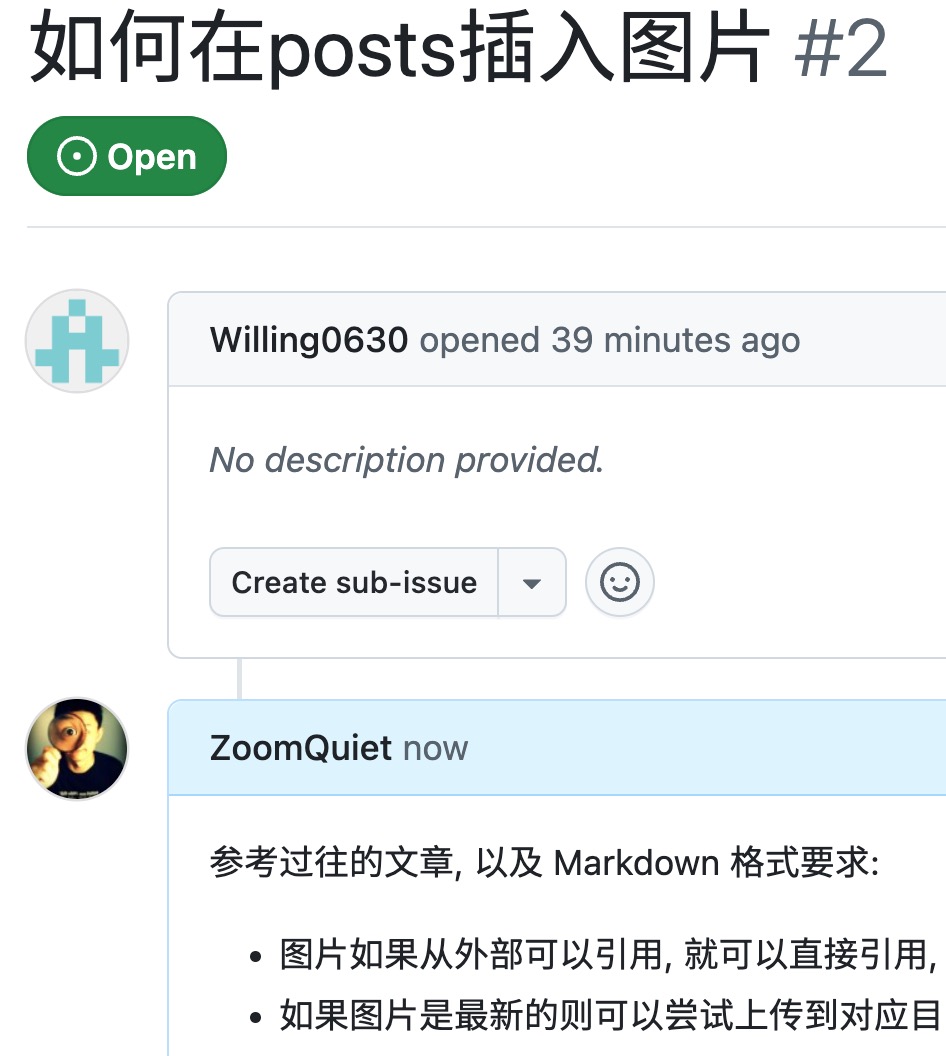 如何在posts插入图片 #2
Open
Willing0630 opened 39 minutes ago
No description provided.
Create sub-issue
ZoomQuiet now
参考过往的文章, 以及 Markdown 格式要求:
• 图片如果从外部可以引用, 就可以直接引用,
• 如果图片是最新的则可以尝试上传到对应目